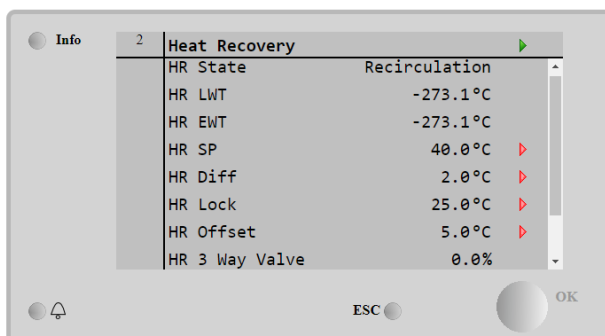 Info
2 Heat Recovery
HR State Recirculation
HR LWT -273.1°C
HR EWT -273.1°C
HR SP 40.0°C
HR Diff 2.0°C
HR Lock 25.0°C
HR Offset 5.0°C
HR 3 Way Valve 0.0%
ESC OK